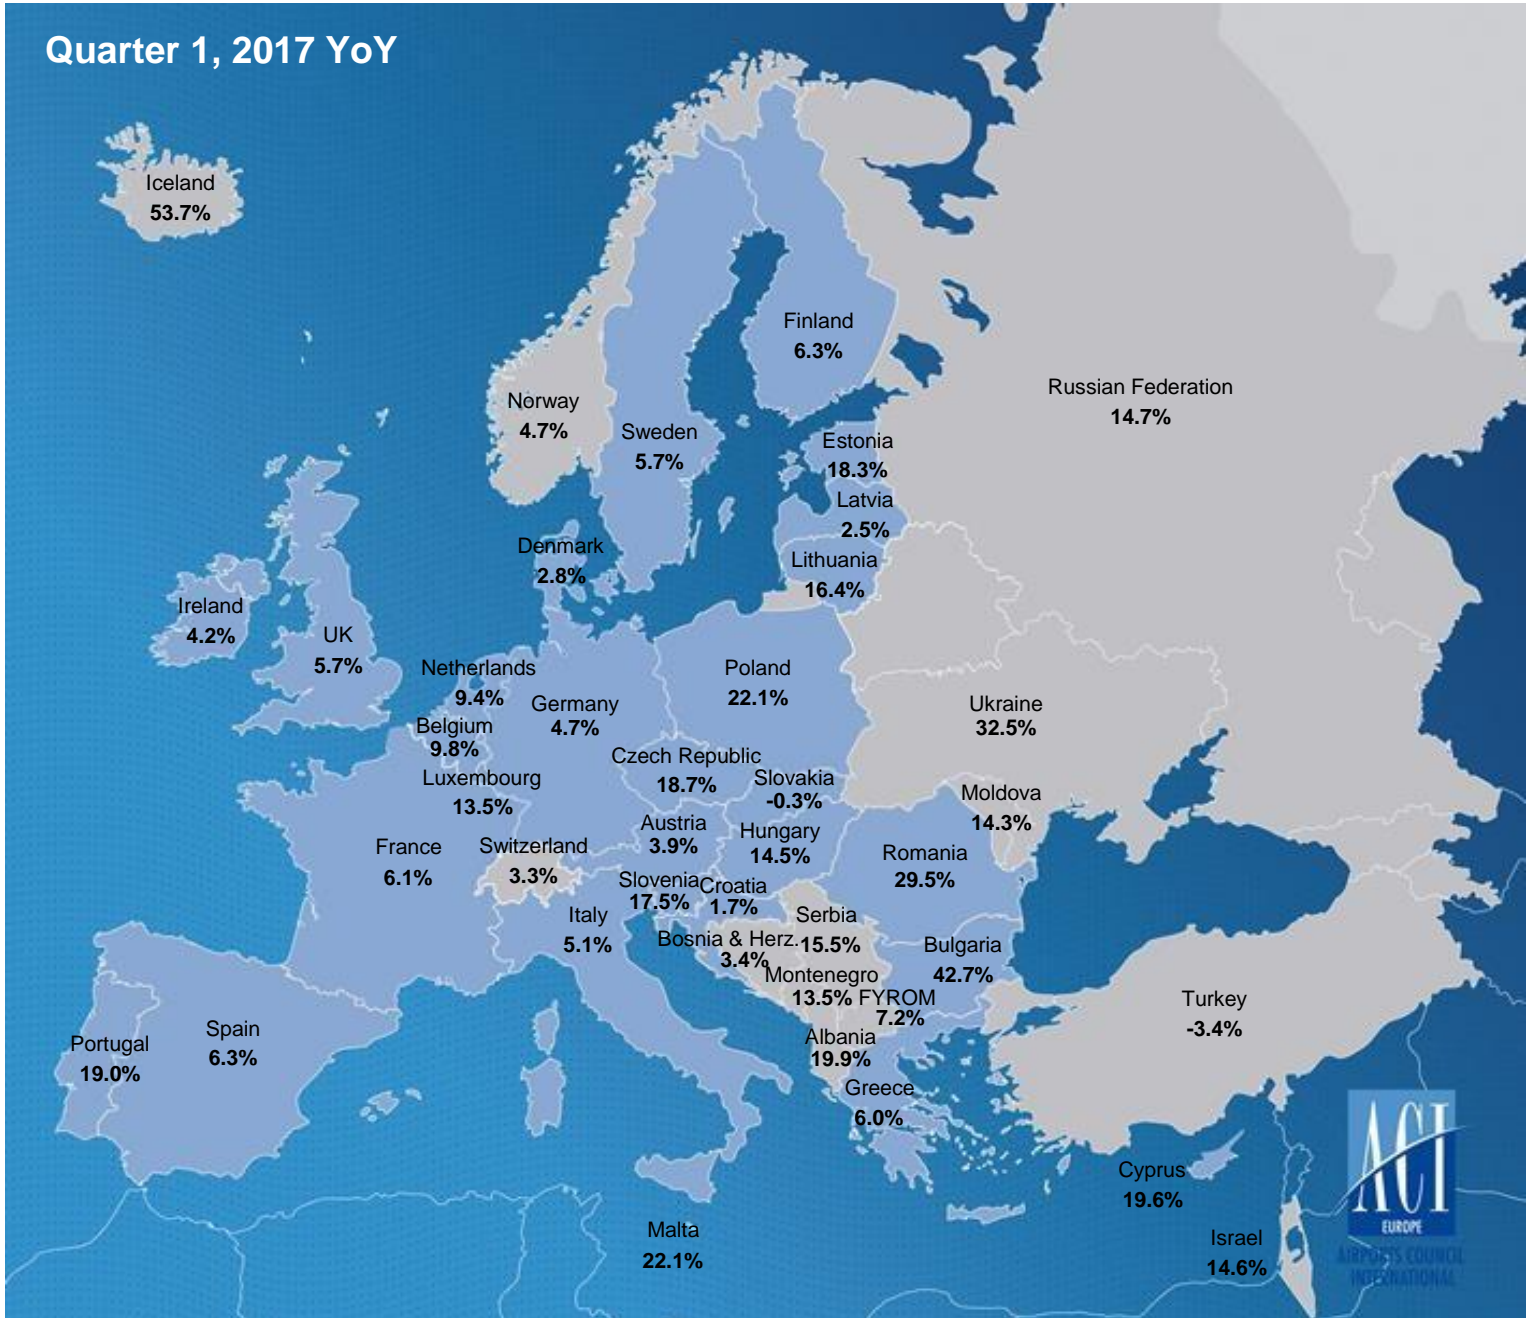 Quarter 1, 2017 YoY
Iceland
53.7%
Finland
6.3%
Russian Federation
14.7%
Norway
4.7%
Sweden
5.7%
Estonia
18.3%
Latvia
2.5%
Denmark
2.8%
Lithuania
16.4%
Ireland
4.2%
UK
5.7%
Netherlands
9.4%
Poland
22.1%
Germany
4.7%
Ukraine
32.5%
Belgium
9.8%
Czech Republic
18.7%
Luxembourg
13.5%
Slovakia
-0.3%
Moldova
14.3%
Austria
3.9%
Hungary
14.5%
France
6.1%
Switzerland
3.3%
Romania
29.5%
Slovenia
17.5%
Croatia
1.7%
Italy
5.1%
Serbia
15.5%
Bosnia & Herz.
3.4%
Bulgaria
42.7%
Montenegro
13.5%
FYROM
7.2%
Turkey
-3.4%
Spain
6.3%
Portugal
19.0%
Albania
19.9%
Greece
6.0%
Cyprus
19.6%
Malta
22.1%
Israel
14.6%
ACI
EUROPE
AIRPORTS COUNCIL
INTERNATIONAL